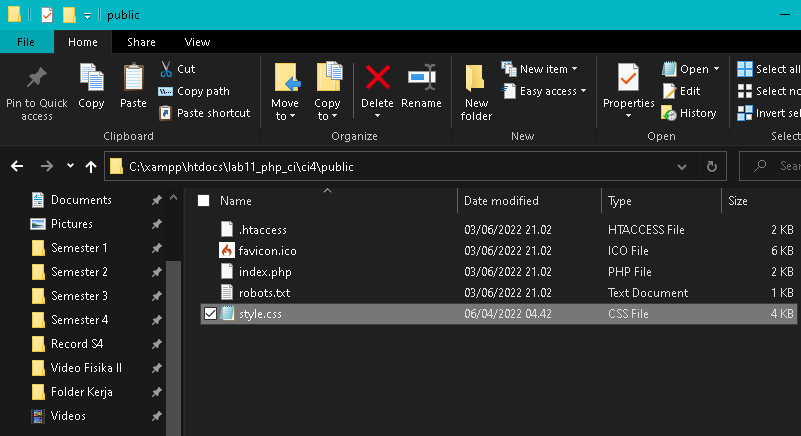 public
File Home Share View
Pin to Quick access
Copy
Paste
Cut
Copy path
Paste shortcut
Clipboard
Move to
Copy to
Delete
Rename
Organize
New folder
New item
Easy access
New
Properties
Open
Edit
History
Open
Select all
Select no
Invert sel
Select
C:\xampp\htdocs\lab11_php_ci\ci4\public
Sear
Documents
Pictures
Semester 1
Semester 2
Semester 3
Semester 4
Record S4
Video Fisika II
Folder Kerja
Videos
Name Date modified Type Size
.htaccess 03/06/2022 21.02 HTACCESS File 2 KB
favicon.ico 03/06/2022 21.02 ICO File 6 KB
index.php 03/06/2022 21.02 PHP File 2 KB
robots.txt 03/06/2022 21.02 Text Document 1 KB
style.css 06/04/2022 04.42 CSS File 4 KB